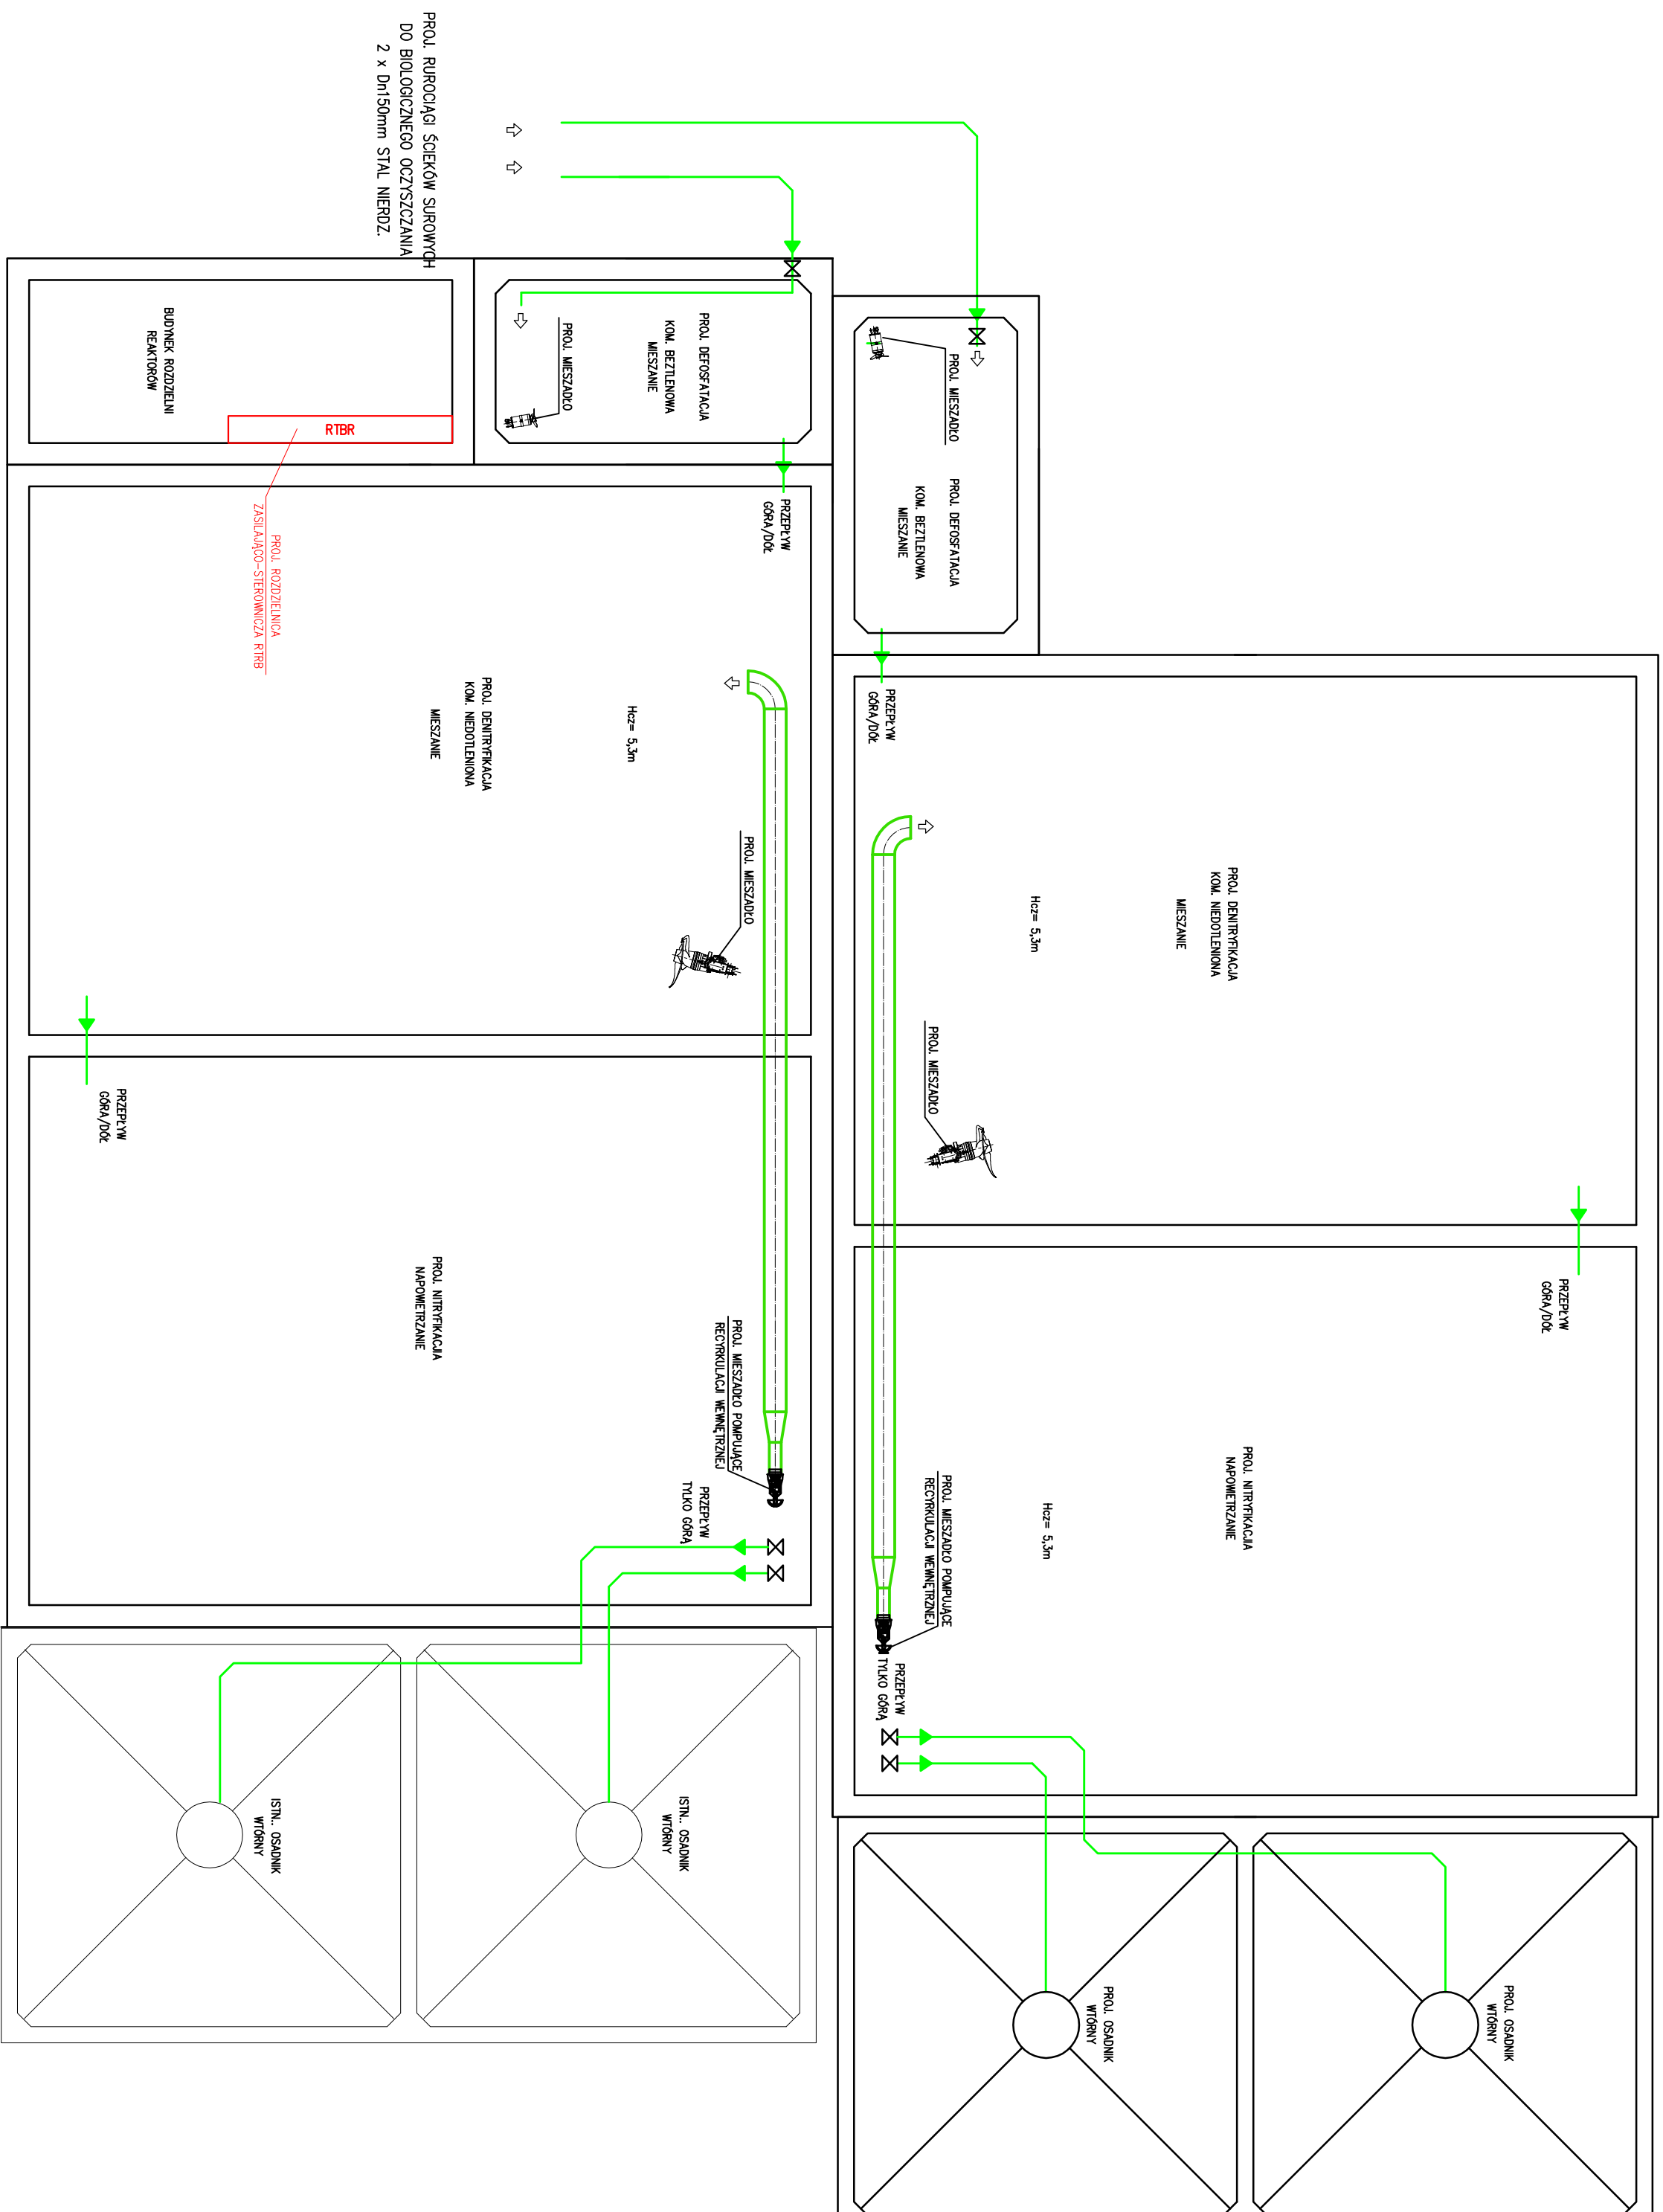 PROJ. RUROCIĄGI ŚCIEKÓW SUROWYCH
DO BIOLOGICZNEGO OCZYSZCZANIA
2 x Dn150mm STAL NIERDZ.
PROJ. MIESZADŁO
PROJ. DEFOSFATACJA
KOM. BEZTLENOWA
MIESZANIE
PRZEPŁYW
GÓRA/DÓŁ
PROJ. DENITRYFIKACJA
KOM. NIEDOTLENIONA
MIESZANIE
Hcz= 5,3m
PROJ. MIESZADŁO
PRZEPŁYW
GÓRA/DÓŁ
PROJ. NITRYFIKACJIA
NAPOWIETRZANIE
Hcz= 5,3m
PROJ. MIESZADŁO POMPUJĄCE
RECYRKULACJI WEWNĘTRZNEJ
PRZEPŁYW
TYLKO GÓRĄ
PROJ. OSADNIK
WTÓRNY
PROJ. OSADNIK
WTÓRNY
PROJ. DEFOSFATACJA
KOM. BEZTLENOWA
MIESZANIE
PROJ. MIESZADŁO
BUDYNEK ROZDZIELNI
REAKTORÓW
RTBR
PROJ. ROZDZIELNICA
ZASILAJĄCO-STEROWNICZA RTRB
PRZEPŁYW
GÓRA/DÓŁ
Hcz= 5,3m
PROJ. DENITRYFIKACJA
KOM. NIEDOTLENIONA
MIESZANIE
PROJ. MIESZADŁO
PRZEPŁYW
GÓRA/DÓŁ
PROJ. NITRYFIKACJIA
NAPOWIETRZANIE
PROJ. MIESZADŁO POMPUJĄCE
RECYRKULACJI WEWNĘTRZNEJ
PRZEPŁYW
TYLKO GÓRĄ
ISTN.. OSADNIK
WTÓRNY
ISTN.. OSADNIK
WTÓRNY